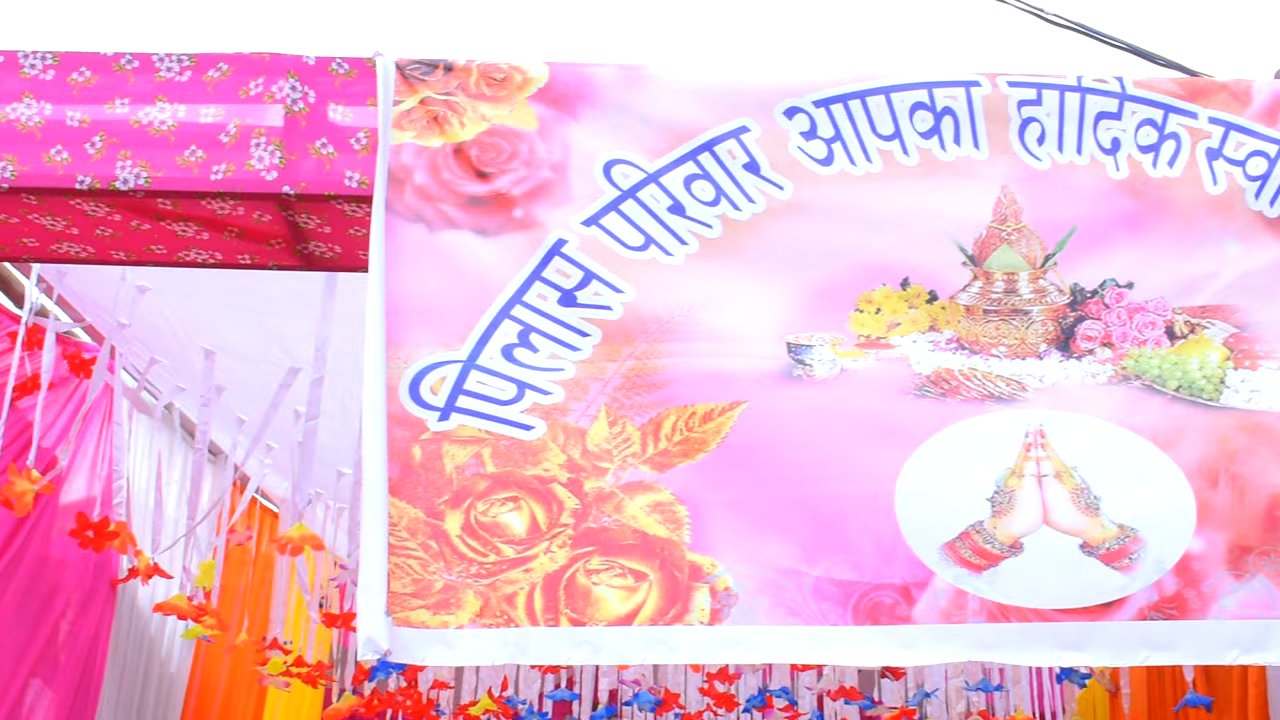 पिलास परिवार आपका हार्दिक स्वा